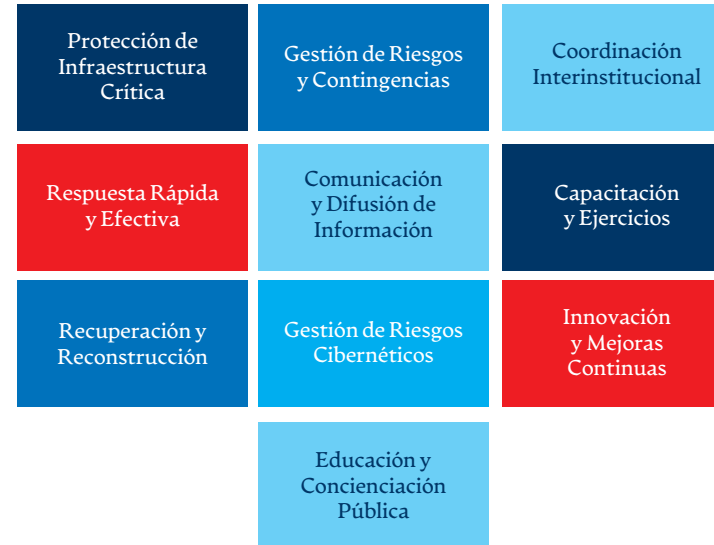 Protección de
Infraestructura
Crítica
Gestión de Riesgos
y Contingencias
Coordinación
Interinstitucional
Respuesta Rápida
y Efectiva
Comunicación
y Difusión de
Información
Capacitación
y Ejercicios
Recuperación y
Reconstrucción
Gestión de Riesgos
Cibernéticos
Innovación
y Mejoras
Continuas
Educación y
Concienciación
Pública